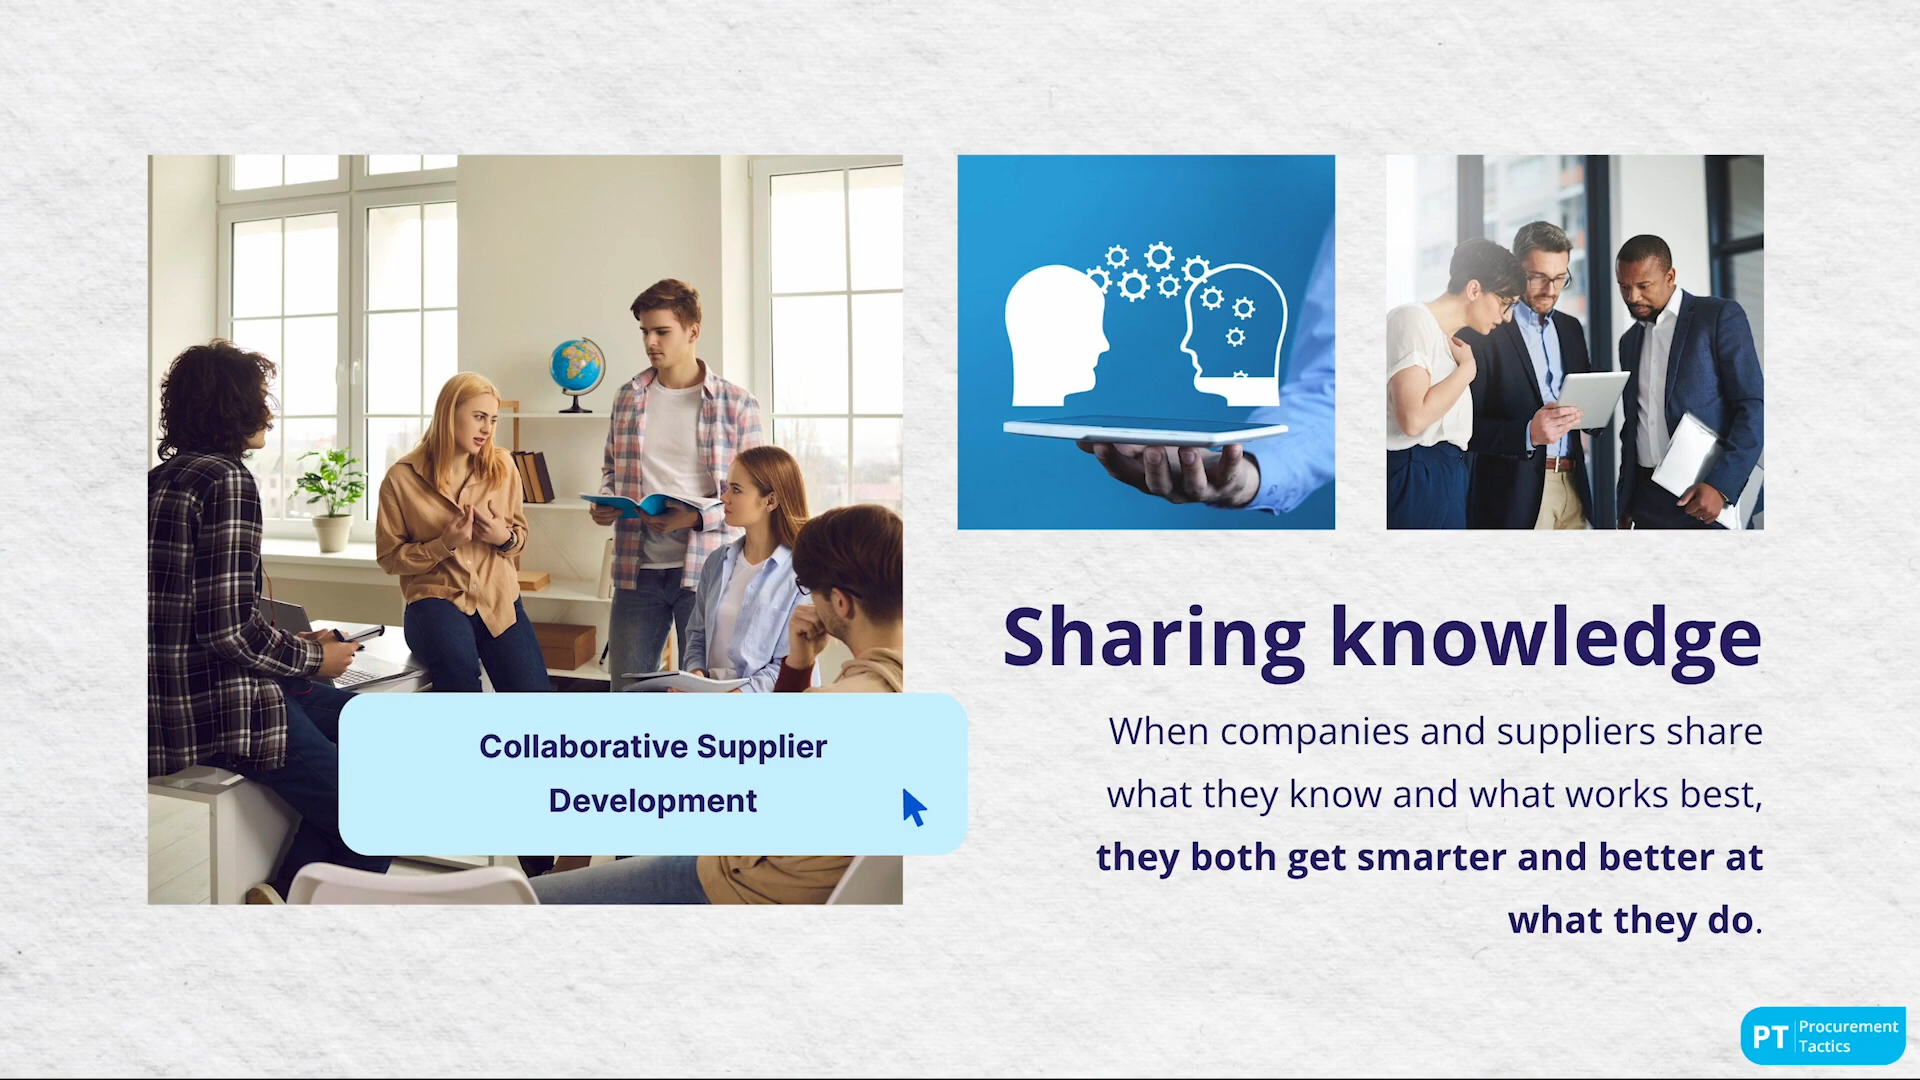 Collaborative Supplier
Development
Sharing knowledge
When companies and suppliers share
what they know and what works best,
they both get smarter and better at
what they do.
PT
Procurement
Tactics